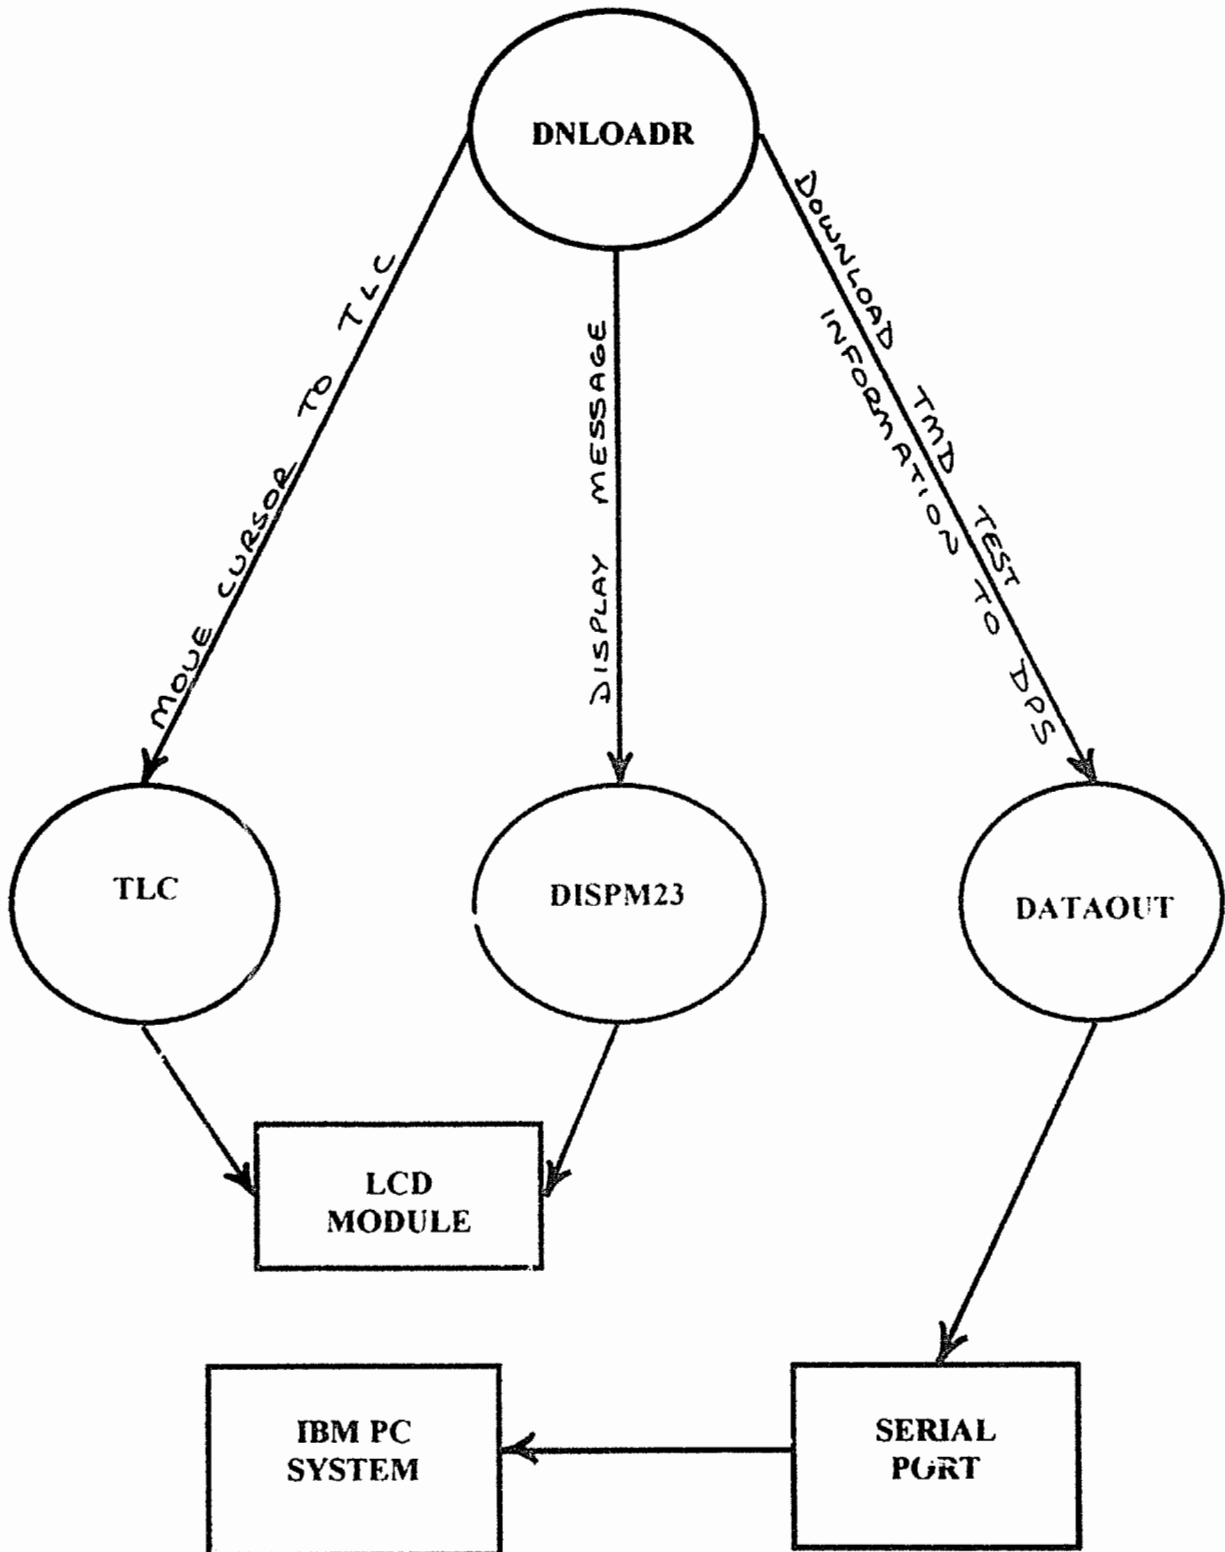 DNLOADR
MOVE CURSOR TO TLC
DISPLAY MESSAGE
DOWNLOAD TMD TEST
INFORMATION TO DPS
TLC
DISPM23
DATAOUT
LCD
MODULE
IBM PC
SYSTEM
SERIAL
PORT